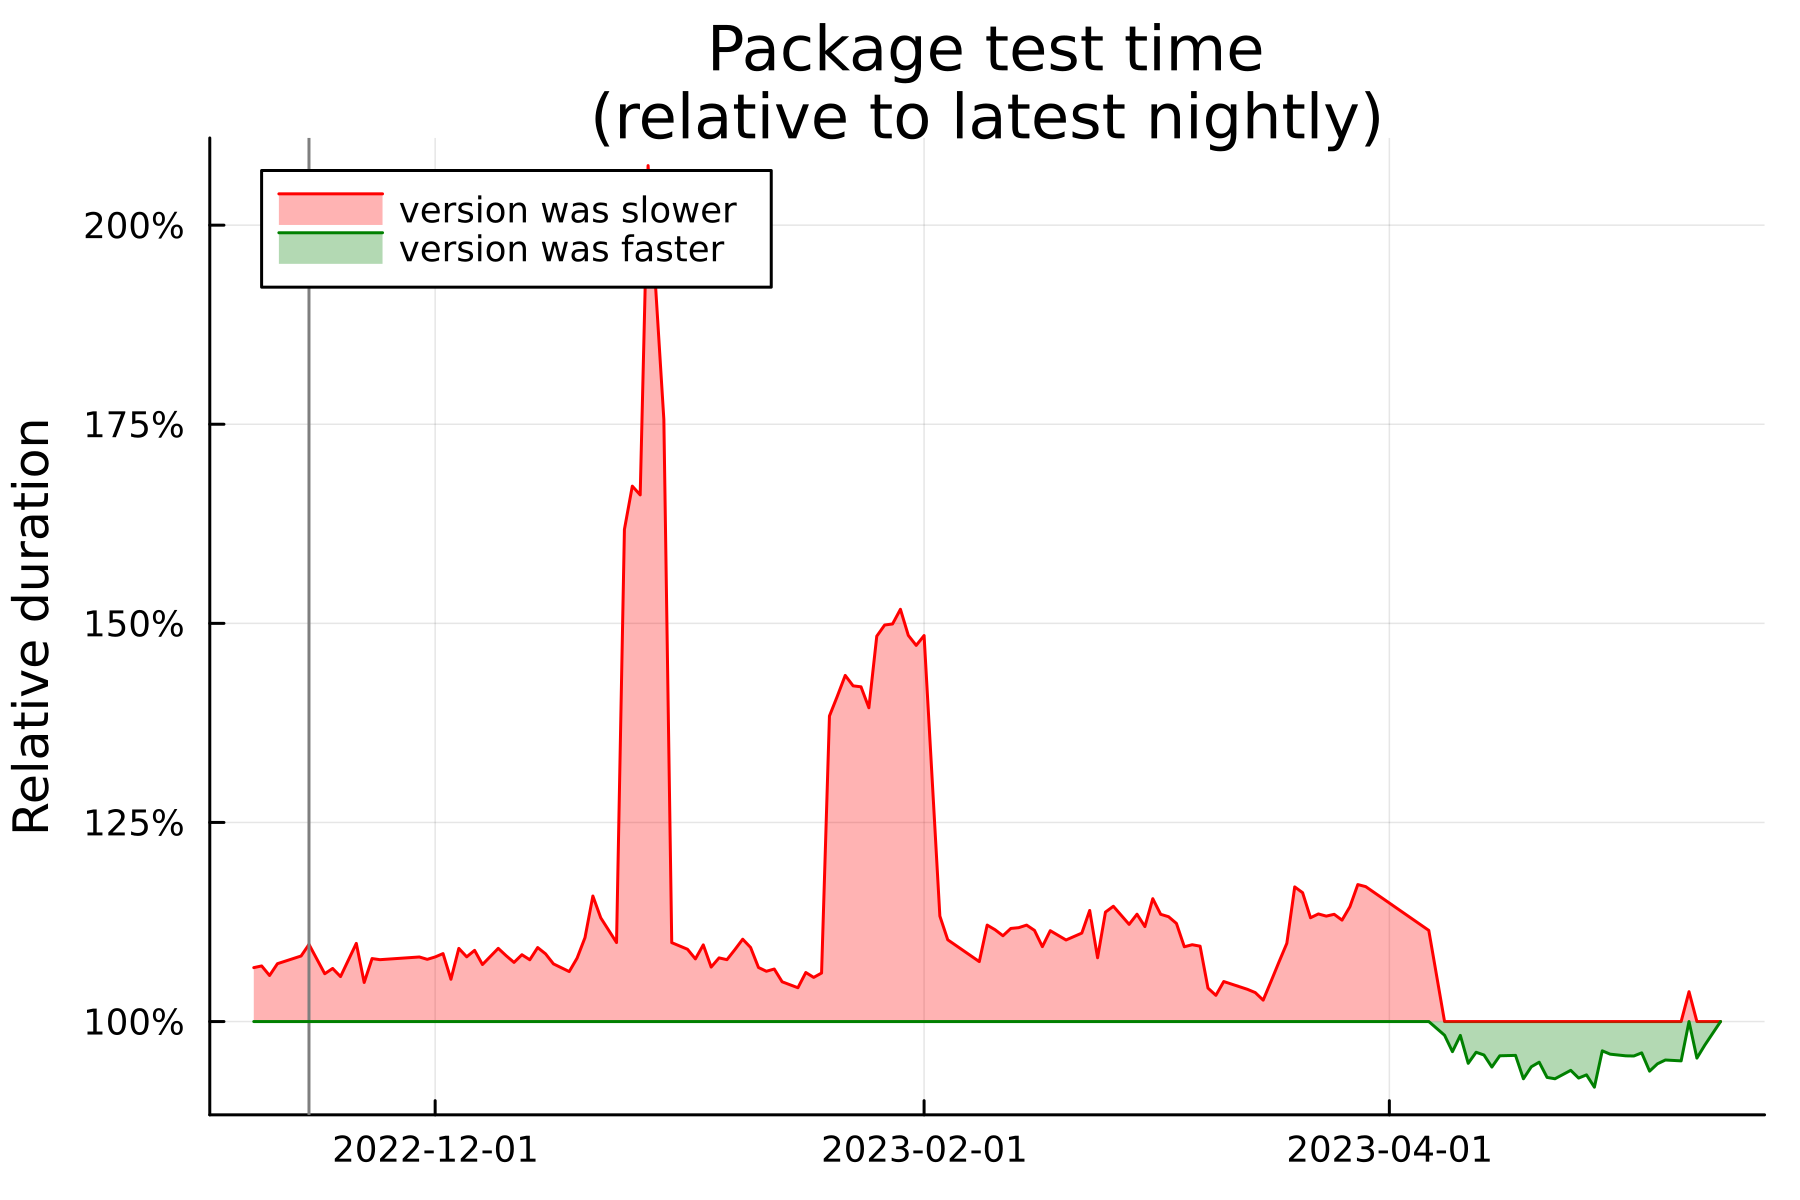 Package test time
(relative to latest nightly)
version was slower
version was faster
200%
175%
150%
125%
100%
Relative duration
2022-12-01
2023-02-01
2023-04-01